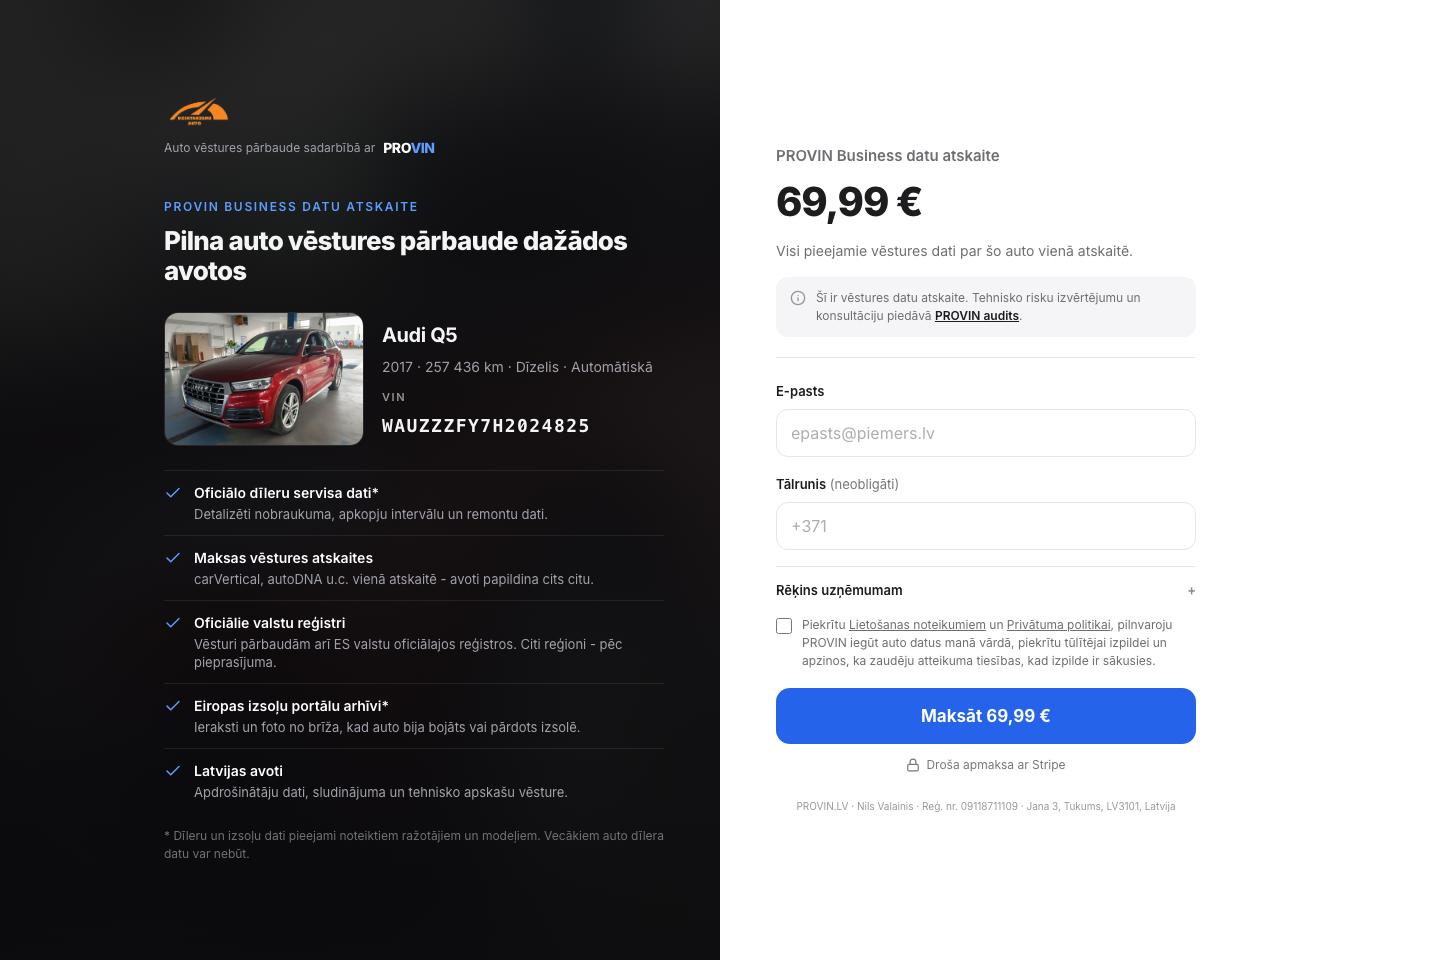 Auto vēstures pārbaude sadarbībā ar PROVIN
PROVIN BUSINESS DATU ATSKAITE
Pilna auto vēstures pārbaude dažādos
avotos
Audi Q5
2017 · 257 436 km · Dīzelis · Automātiskā
VIN
WAUZZZFY7H2024825
Oficiālo dīleru servisa dati*
Detalizēti nobraukuma, apkopju intervālu un remontu dati.
Maksas vēstures atskaites
carVertical, autoDNA u.c. vienā atskaitē - avoti papildina cits citu.
Oficiālie valstu reģistri
Vēsturi pārbaudām arī ES valstu oficiālajos reģistros. Citi reģioni - pēc
pieprasījuma.
Eiropas izsoļu portālu arhīvi*
Ieraksti un foto no brīža, kad auto bija bojāts vai pārdots izsolē.
Latvijas avoti
Apdrošinātāju dati, sludinājuma un tehnisko apskašu vēsture.
* Dīleru un izsoļu dati pieejami noteiktiem ražotājiem un modeļiem. Vecākiem auto dīlera
datu var nebūt.
PROVIN Business datu atskaite
69,99 €
Visi pieejamie vēstures dati par šo auto vienā atskaitē.
Šī ir vēstures datu atskaite. Tehnisko risku izvērtējumu un
konsultāciju piedāvā PROVIN audits.
E-pasts
epasts@piemers.lv
Tālrunis (neobligāti)
+371
Rēķins uzņēmumam +
Piekrītu Lietošanas noteikumiem un Privātuma politikai, pilnvaroju
PROVIN iegūt auto datus manā vārdā, piekrītu tūlītējai izpildei un
apzinos, ka zaudēju atteikuma tiesības, kad izpilde ir sākusies.
Maksāt 69,99 €
Droša apmaksa ar Stripe
PROVIN.LV · Nils Valainis · Reģ. nr. 09118711109 · Jana 3, Tukums, LV3101, Latvija